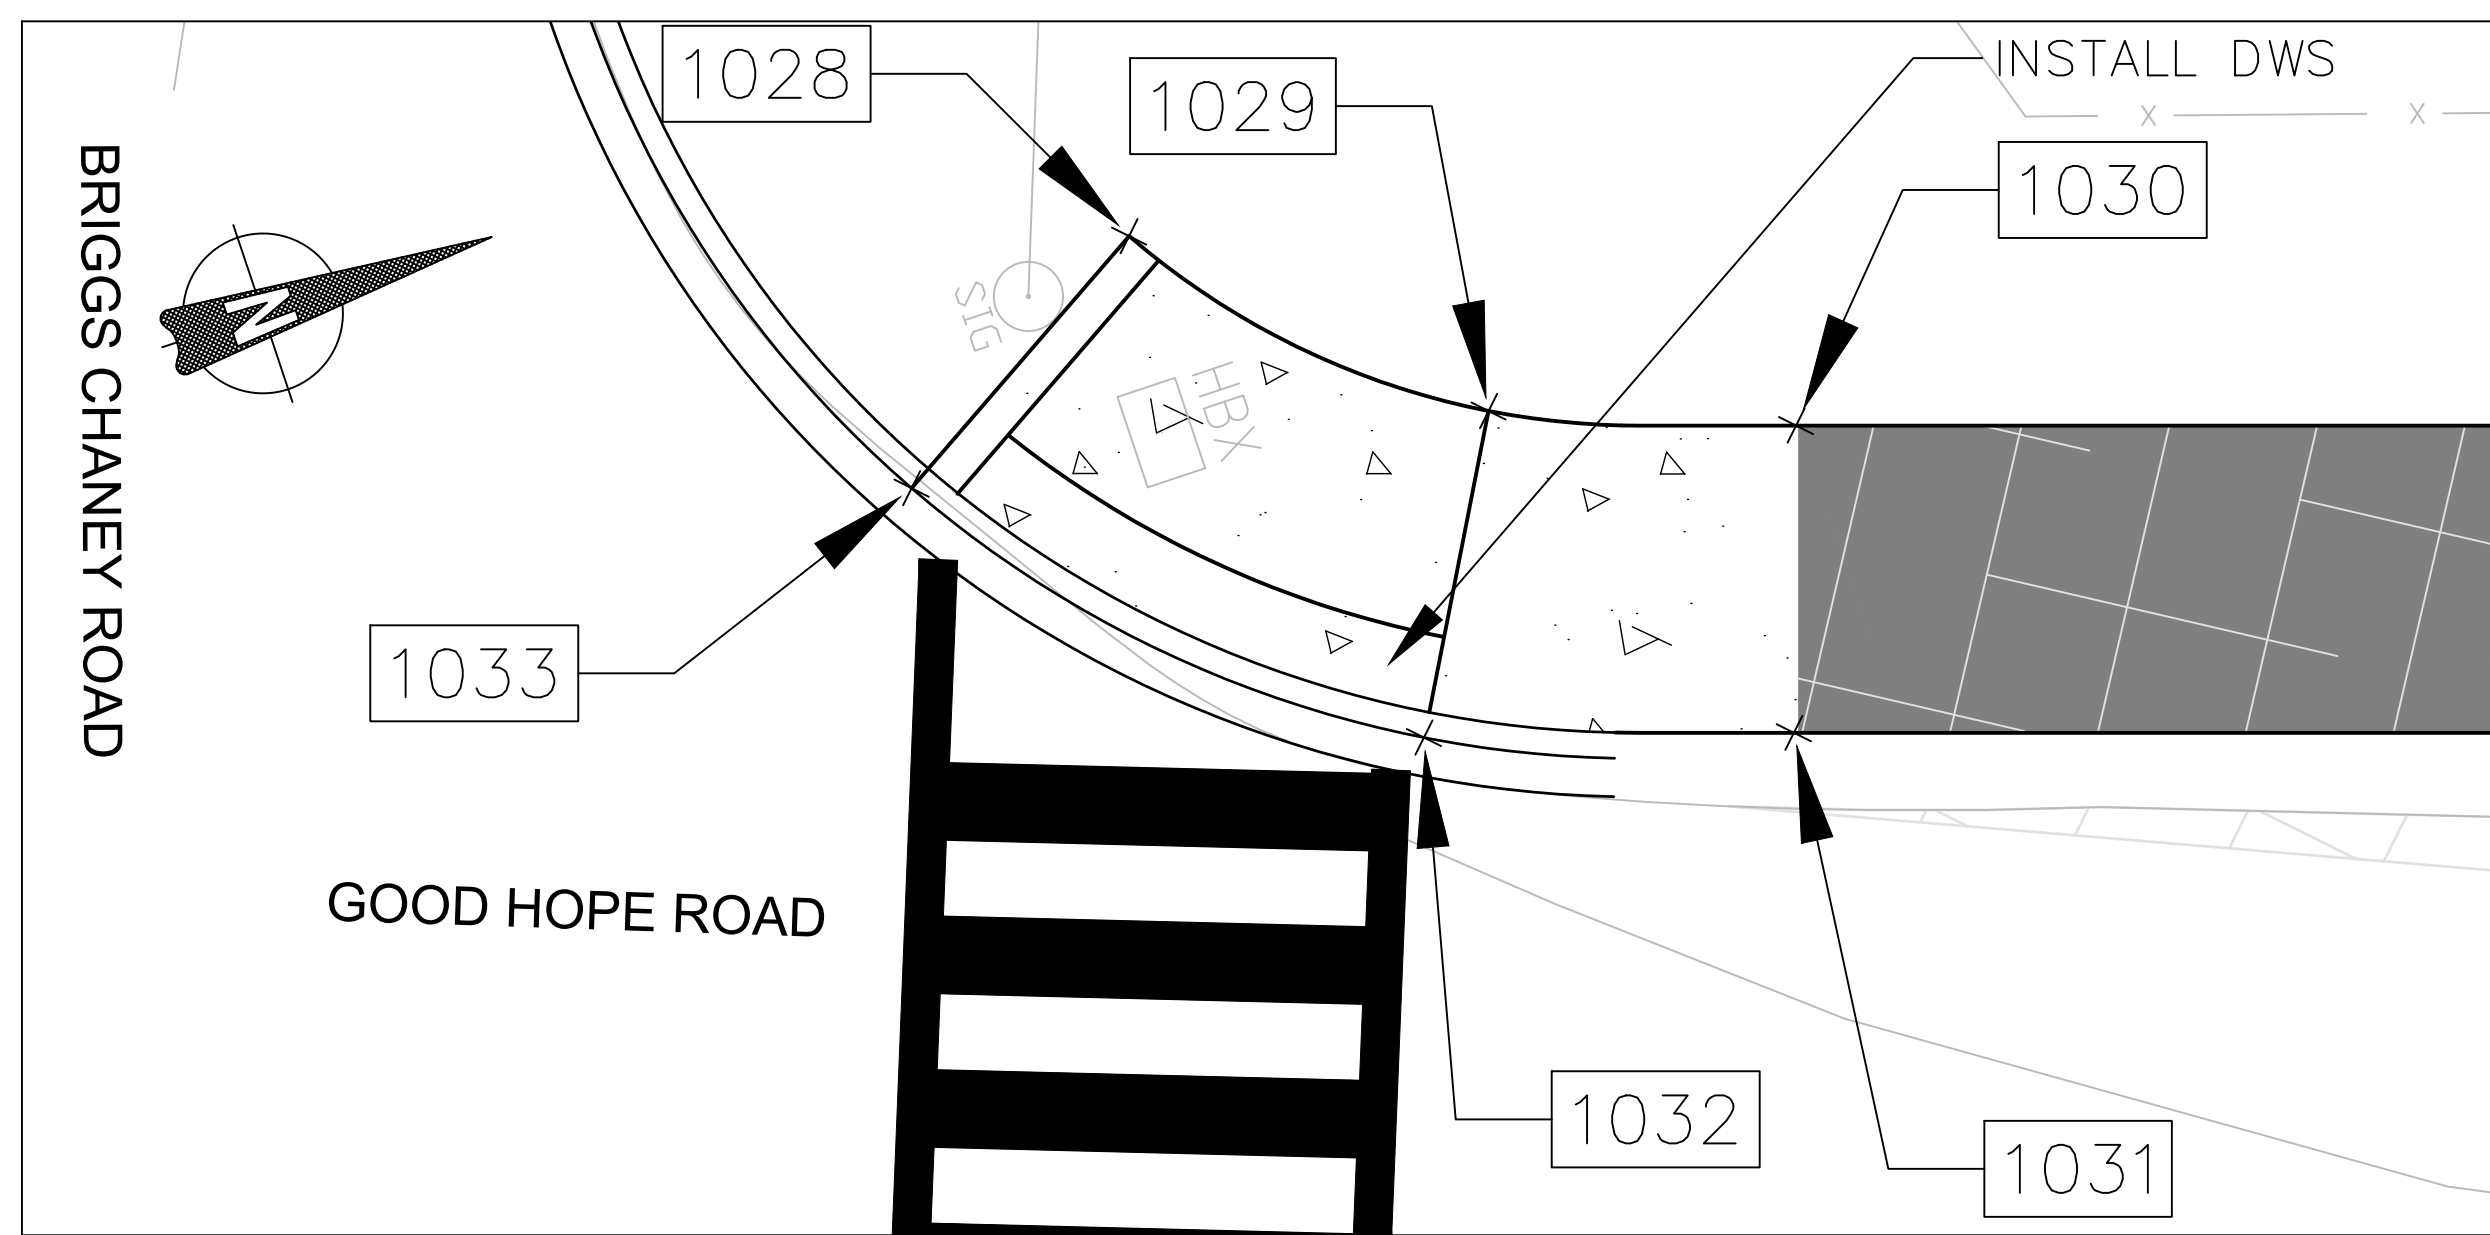 1028
1029
INSTALL DWS
X
X
1030
BRIGGS CHANEY ROAD
N
SIG
HBX
1033
GOOD HOPE ROAD
1032
1031